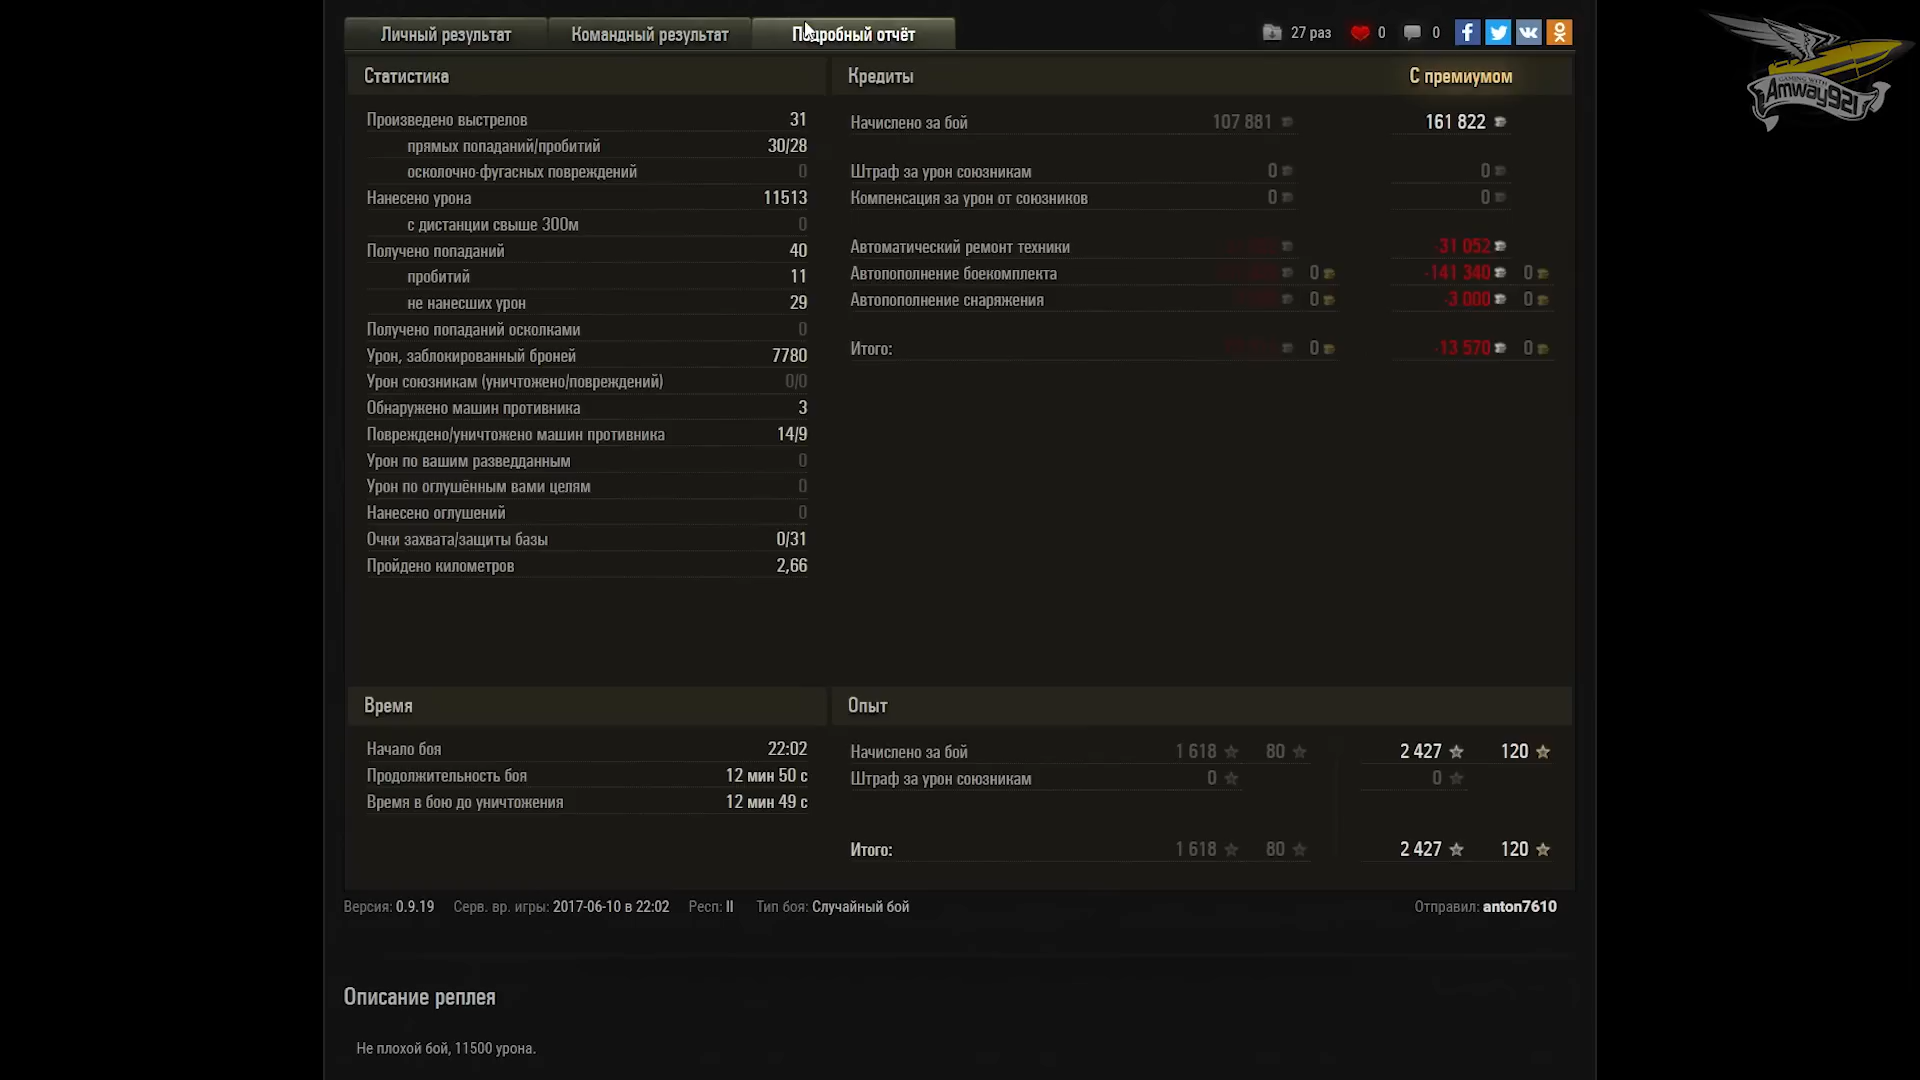 Личный результат Командный результат Подробный отчёт 27 раз 0 0
GAMING WITH
Amway921
Статистика
Произведено выстрелов 31
прямых попаданий/пробитий 30/28
осколочно-фугасных повреждений 0
Нанесено урона 11513
с дистанции свыше 300м 0
Получено попаданий 40
пробитий 11
не нанесших урон 29
Получено попаданий осколками 0
Урон, заблокированный броней 7780
Урон союзникам (уничтожено/повреждений) 0/0
Обнаружено машин противника 3
Повреждено/уничтожено машин противника 14/9
Урон по вашим разведданным 0
Урон по оглушённым вами целям 0
Нанесено оглушений 0
Очки захвата/защиты базы 0/31
Пройдено километров 2,66
Кредиты С премиумом
Начислено за бой 107 881 161 822
Штраф за урон союзникам 0 0
Компенсация за урон от союзников 0 0
Автоматический ремонт техники -31 052
Автопополнение боекомплекта 0 -141 340 0
Автопополнение снаряжения 0 -3 000 0
Итого: 0 -13 570 0
Время
Начало боя 22:02
Продолжительность боя 12 мин 50 с
Время в бою до уничтожения 12 мин 49 с
Опыт
Начислено за бой 1 618 80 2 427 120
Штраф за урон союзникам 0 0
Итого: 1 618 80 2 427 120
Версия: 0.9.19 Серв. вр. игры: 2017-06-10 в 22:02 Респ: II Тип боя: Случайный бой Отправил: anton7610
Описание реплея
Не плохой бой, 11500 урона.